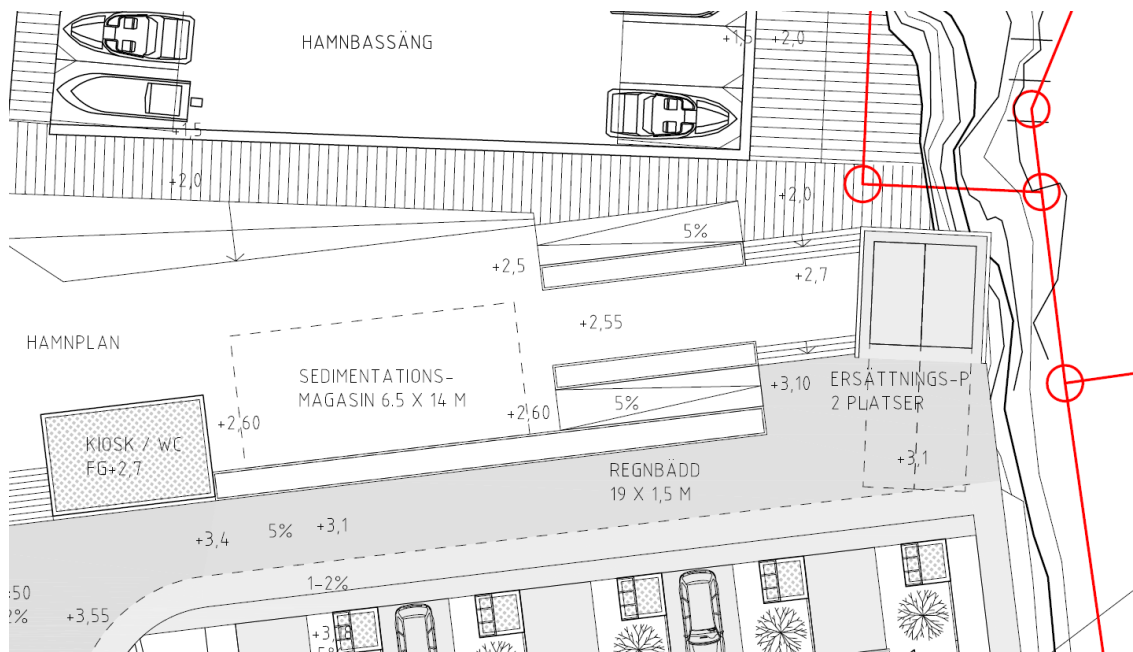 HAMNBASSÄNG
+1,5
+2,0
+1,5
+2,0
+2,0
5%
+2,5
+2,7
+2,55
HAMNPLAN
SEDIMENTATIONS-
MAGASIN 6.5 X 14 M
+3,10
ERSÄTTNINGS-P
2 PLATSER
5%
+2,60
+2,60
KIOSK / WC
FG+2,7
+3,1
REGNBÄDD
19 X 1,5 M
+3,4
5%
+3,1
1-2%
+3,55